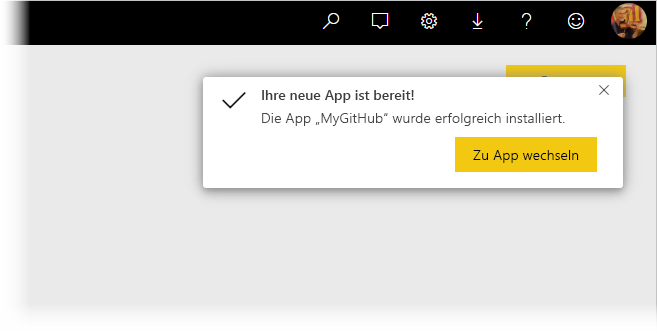 Ihre neue App ist bereit!
Die App „MyGitHub“ wurde erfolgreich installiert.
Zu App wechseln